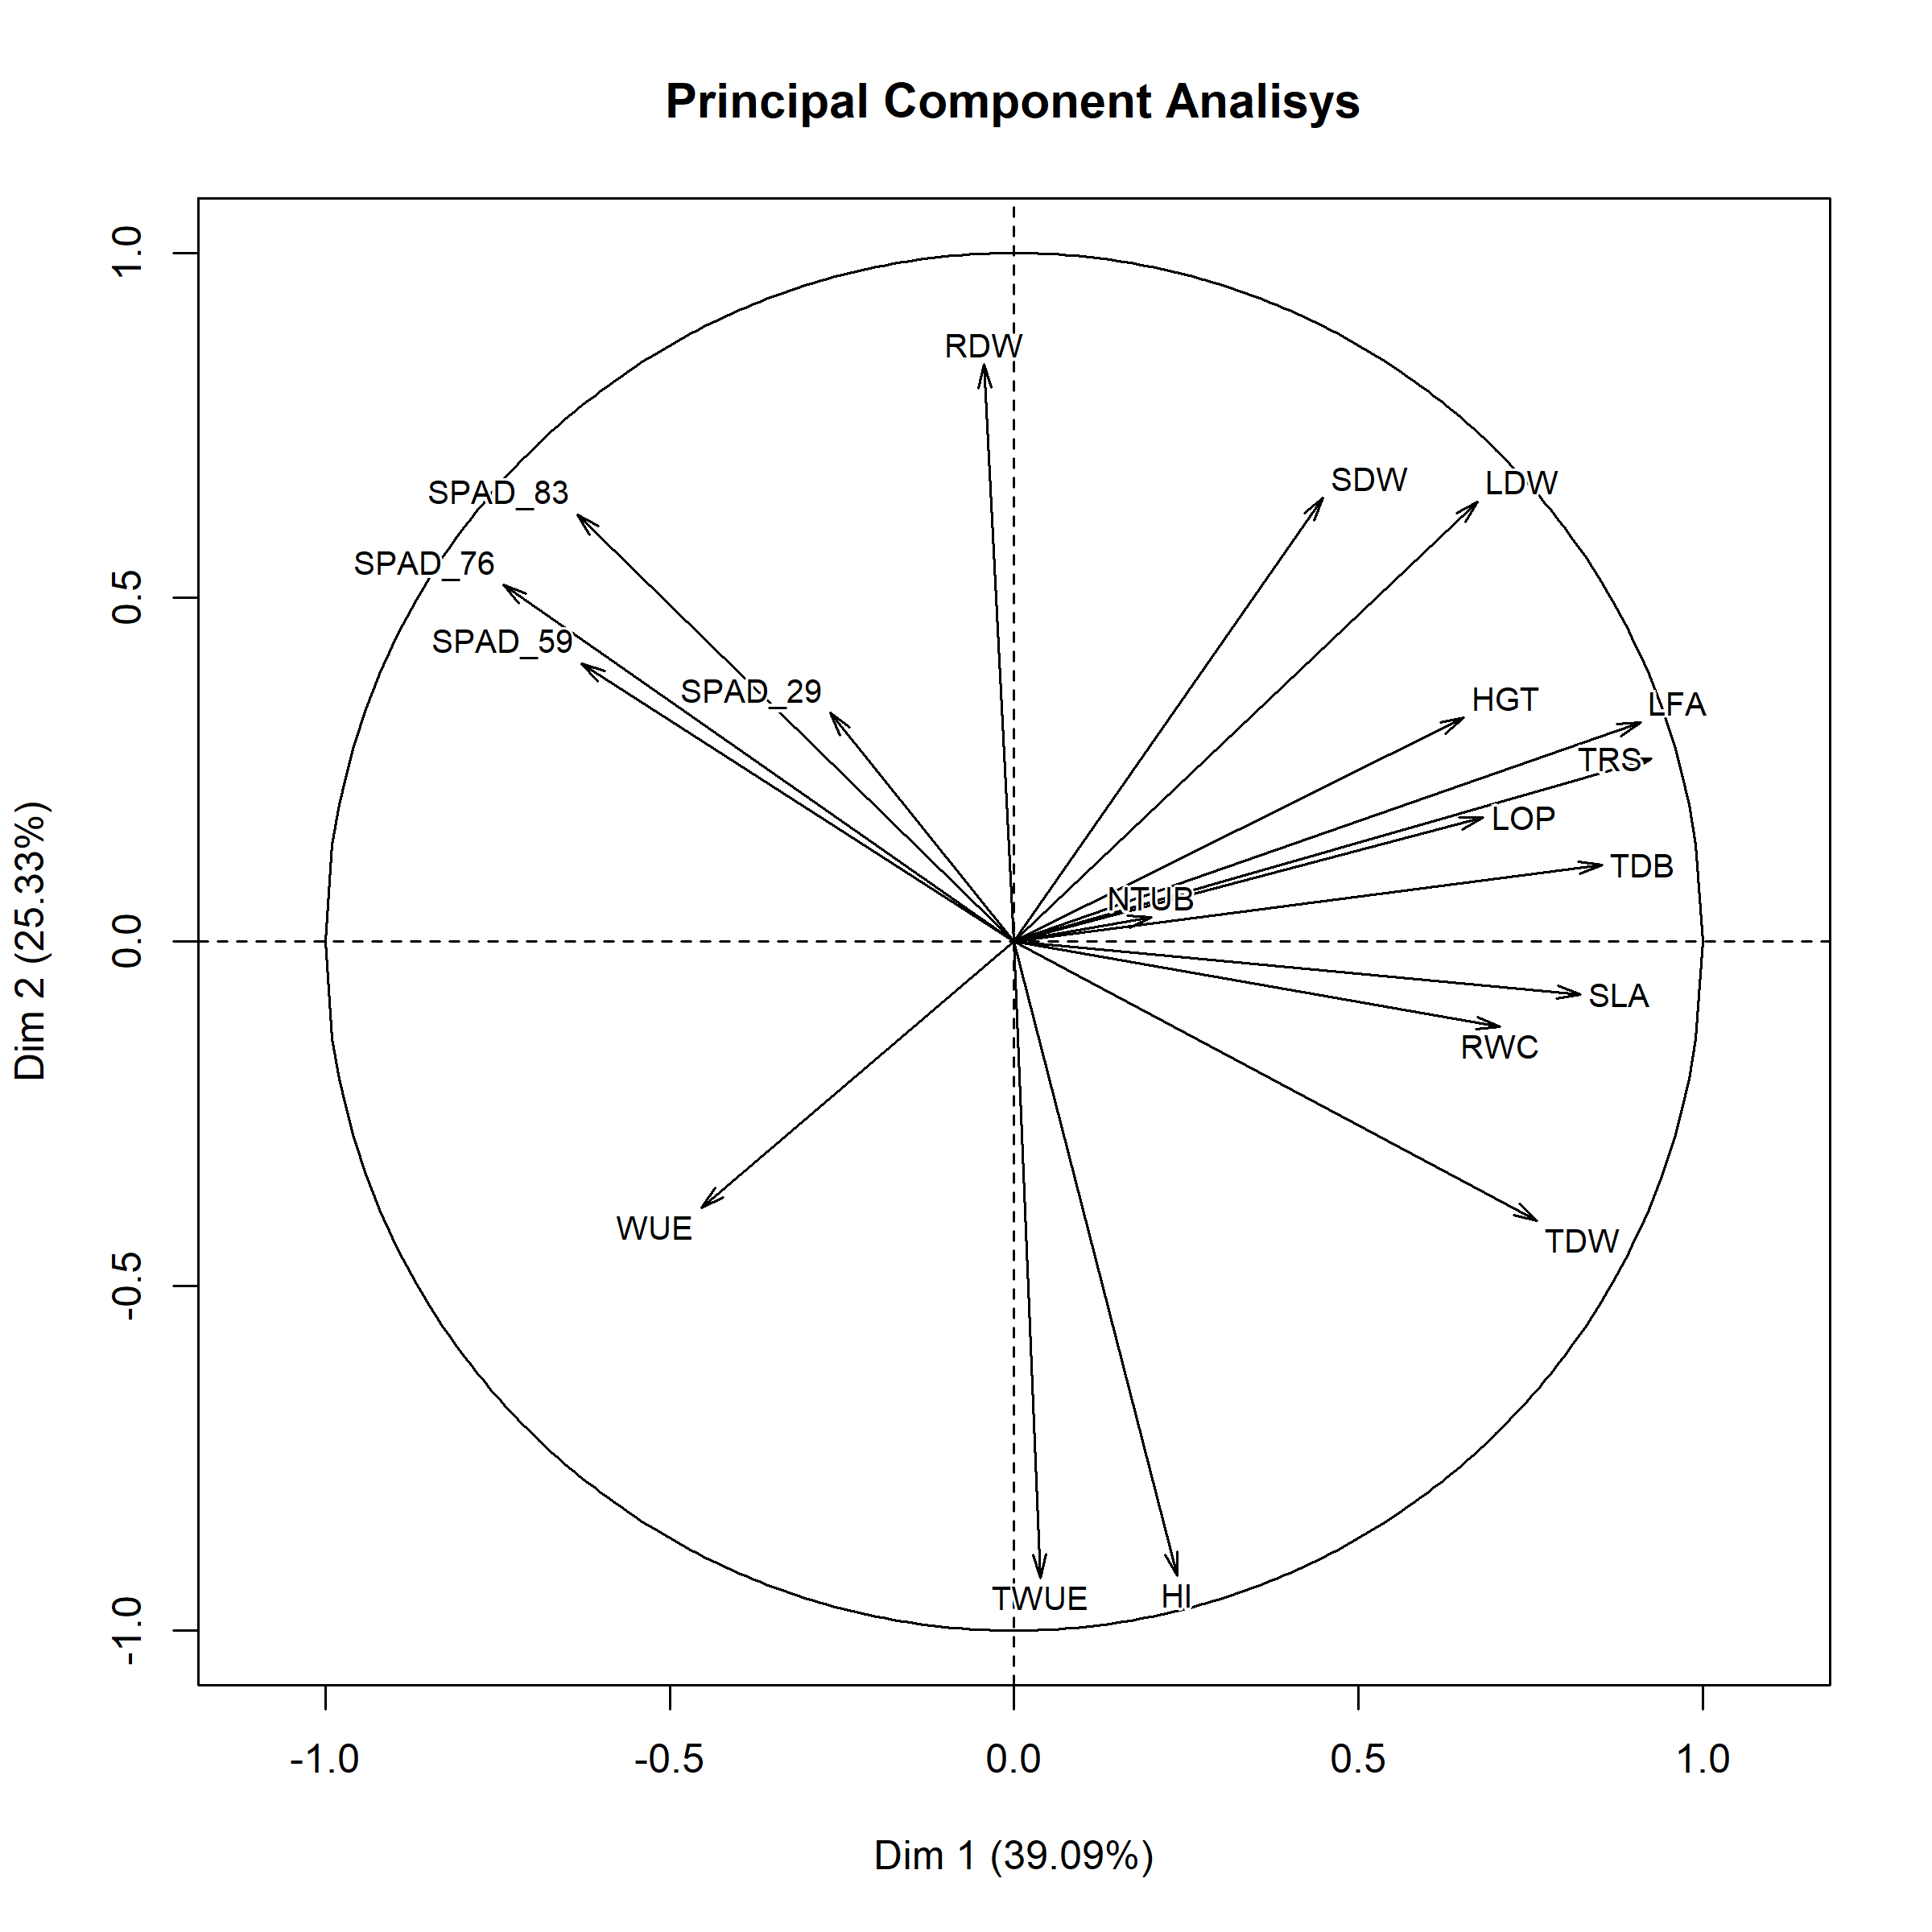 Principal Component Analisys
1.0
0.5
0.0
-0.5
-1.0
Dim 2 (25.33%)
RDW
SDW
LDW
SPAD_83
SPAD_76
SPAD_59
SPAD_29
HGT
LFA
TRS
LOP
TDB
NTUB
SLA
RWC
WUE
TDW
TWUE
HI
-1.0 -0.5 0.0 0.5 1.0
Dim 1 (39.09%)